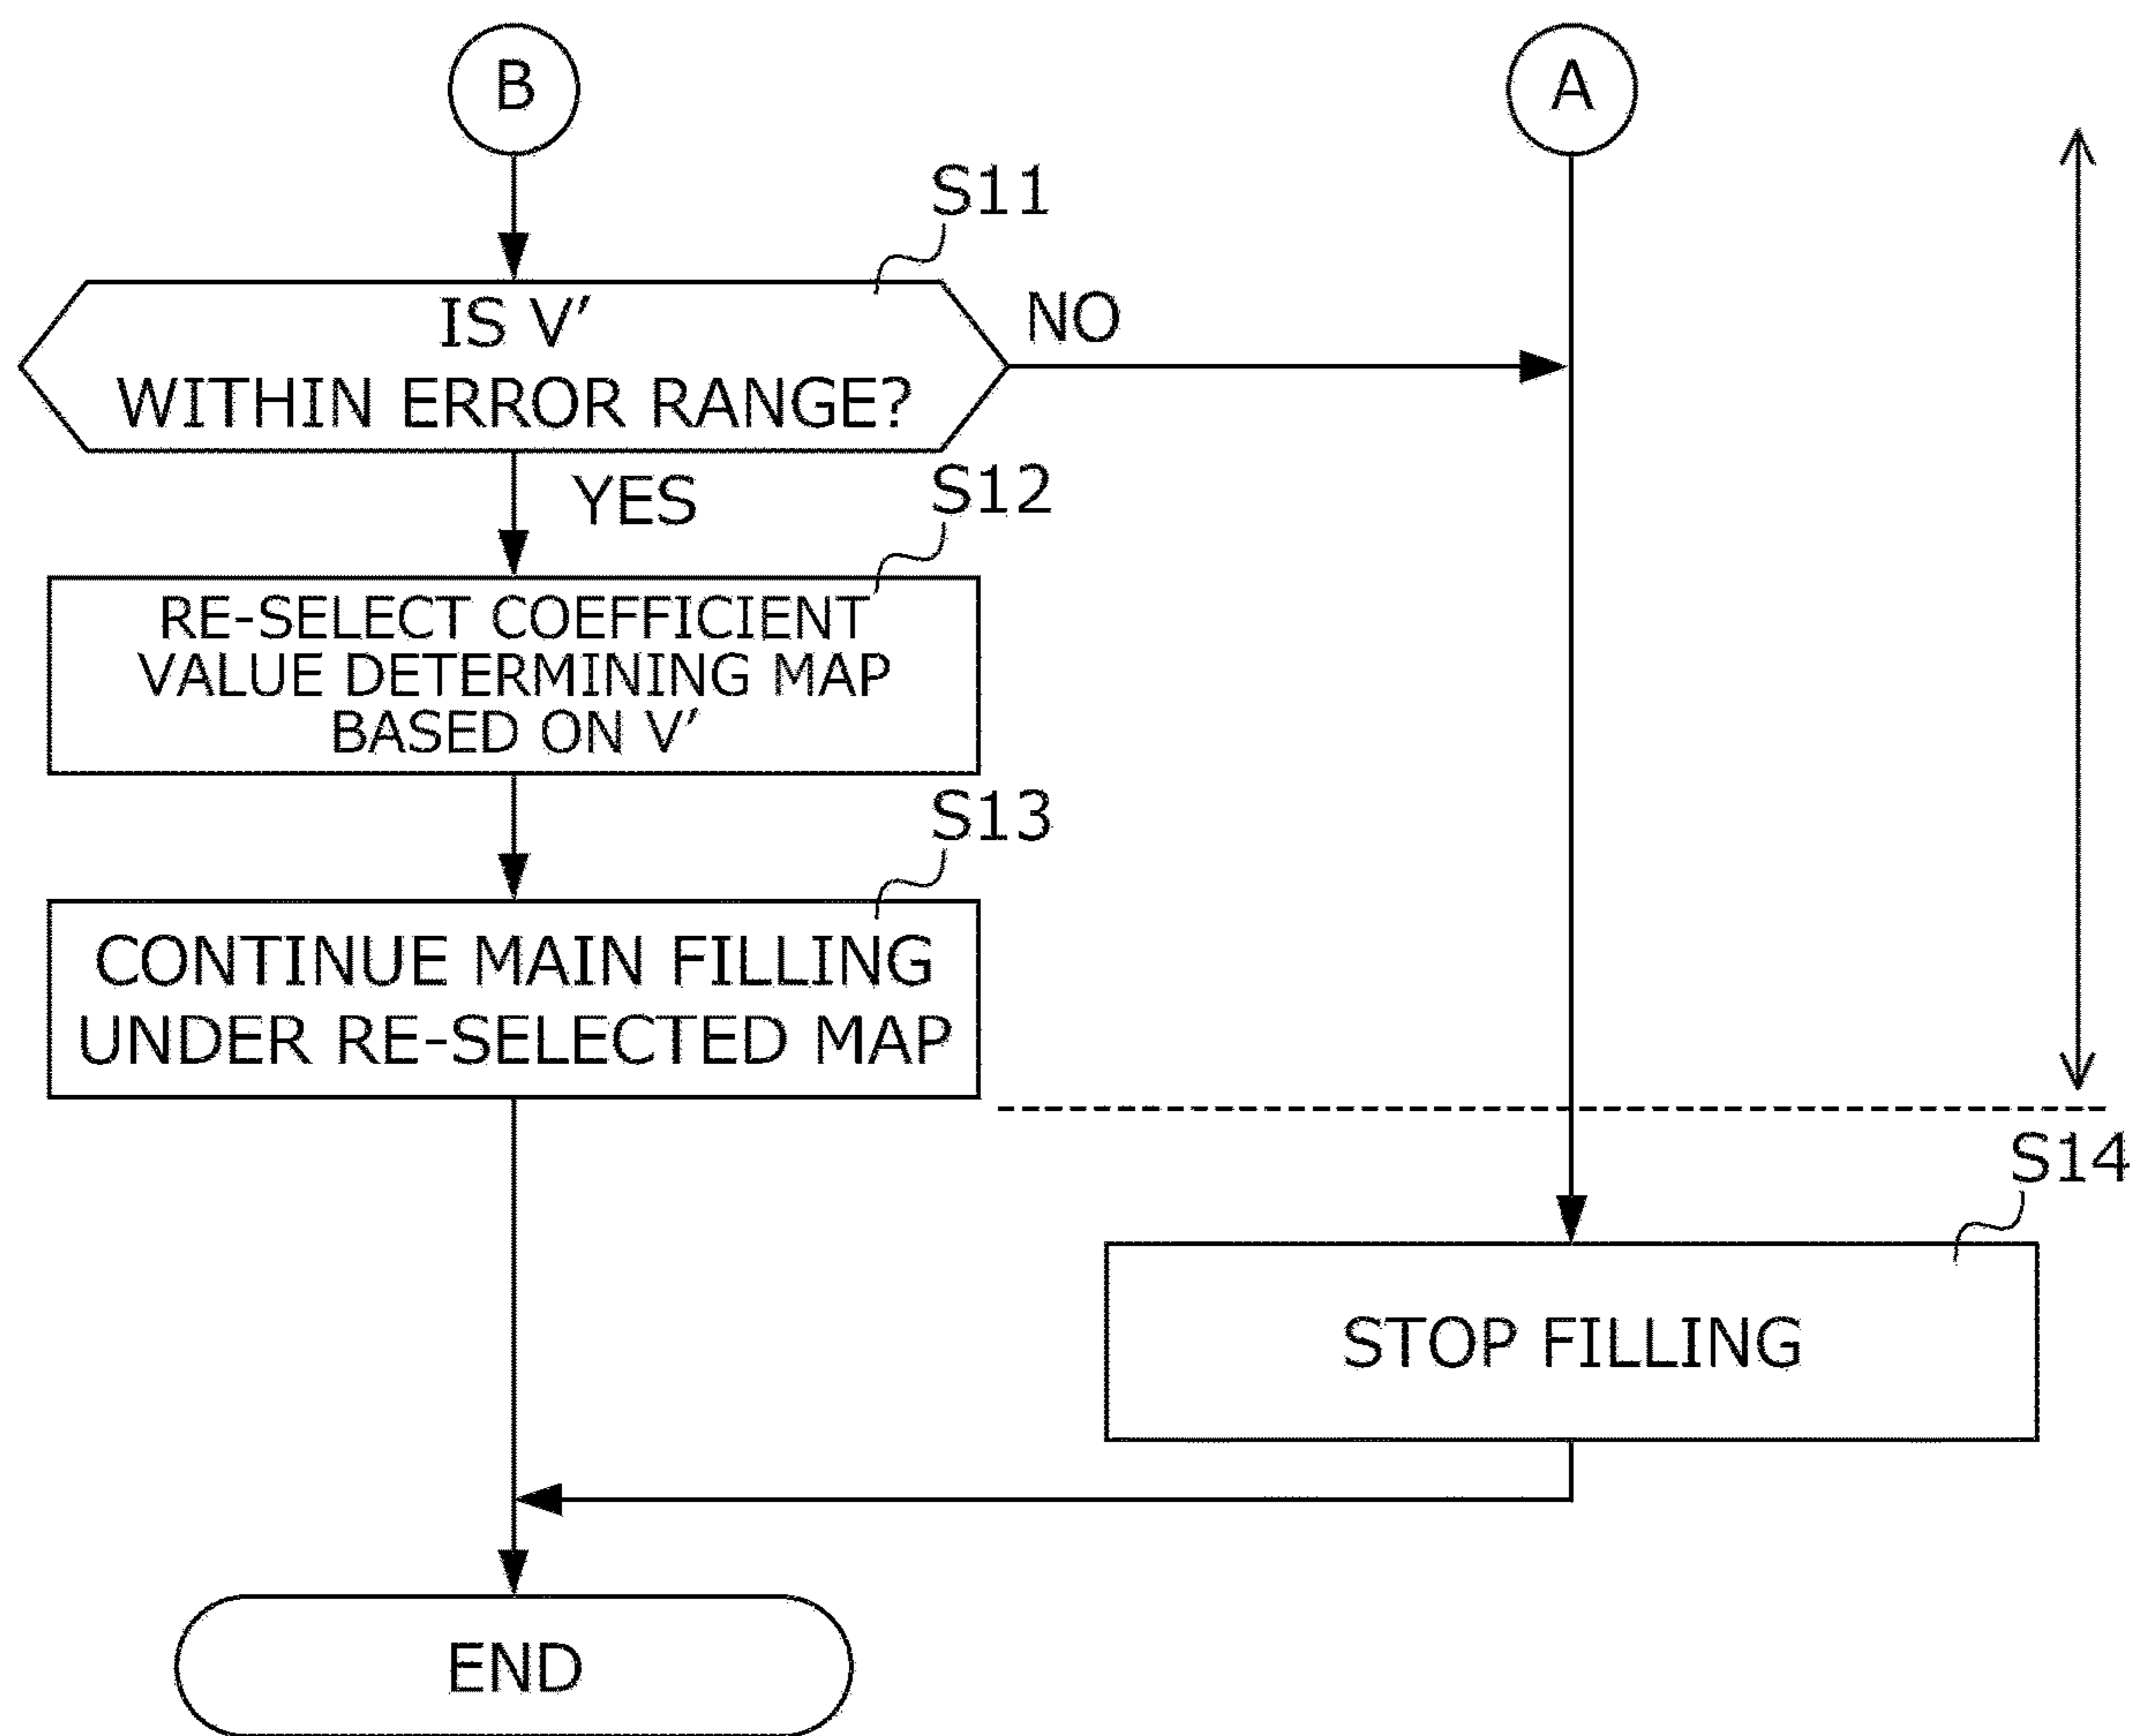 B
A
S11
IS V'
WITHIN ERROR RANGE?
NO
YES
S12
RE-SELECT COEFFICIENT
VALUE DETERMINING MAP
BASED ON V'
S13
CONTINUE MAIN FILLING
UNDER RE-SELECTED MAP
S14
STOP FILLING
END